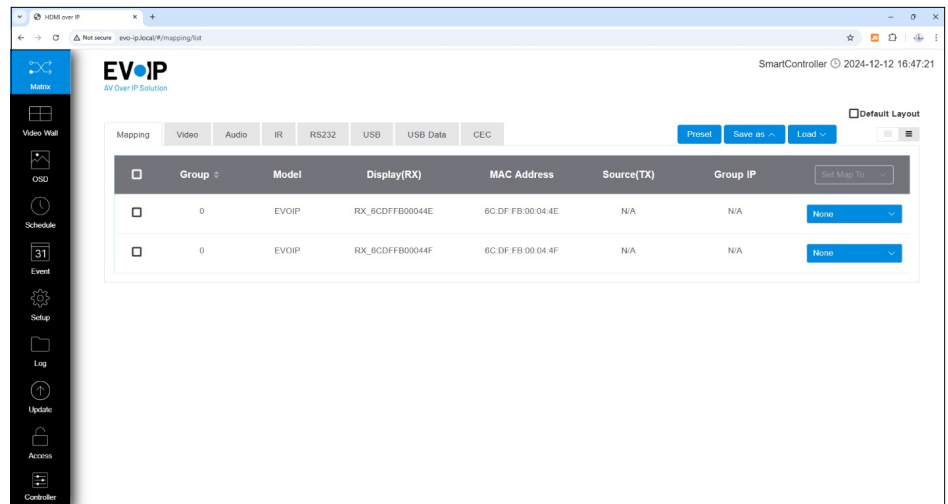 HDMI over IP
Not secure evo-ip.local/#/mapping/list
EVOIP
AV Over IP Solution
SmartController 2024-12-12 16:47:21
Default Layout
Matrix
Video Wall
OSD
Schedule
31
Event
Setup
Log
Update
Access
Controller
Mapping Video Audio IR RS232 USB USB Data CEC Preset Save as Load
Group Model Display(RX) MAC Address Source(TX) Group IP Set Map To
0 EVOIP RX_6CDFFB00044E 6C:DF:FB:00:04:4E N/A N/A None
0 EVOIP RX_6CDFFB00044F 6C:DF:FB:00:04:4F N/A N/A None